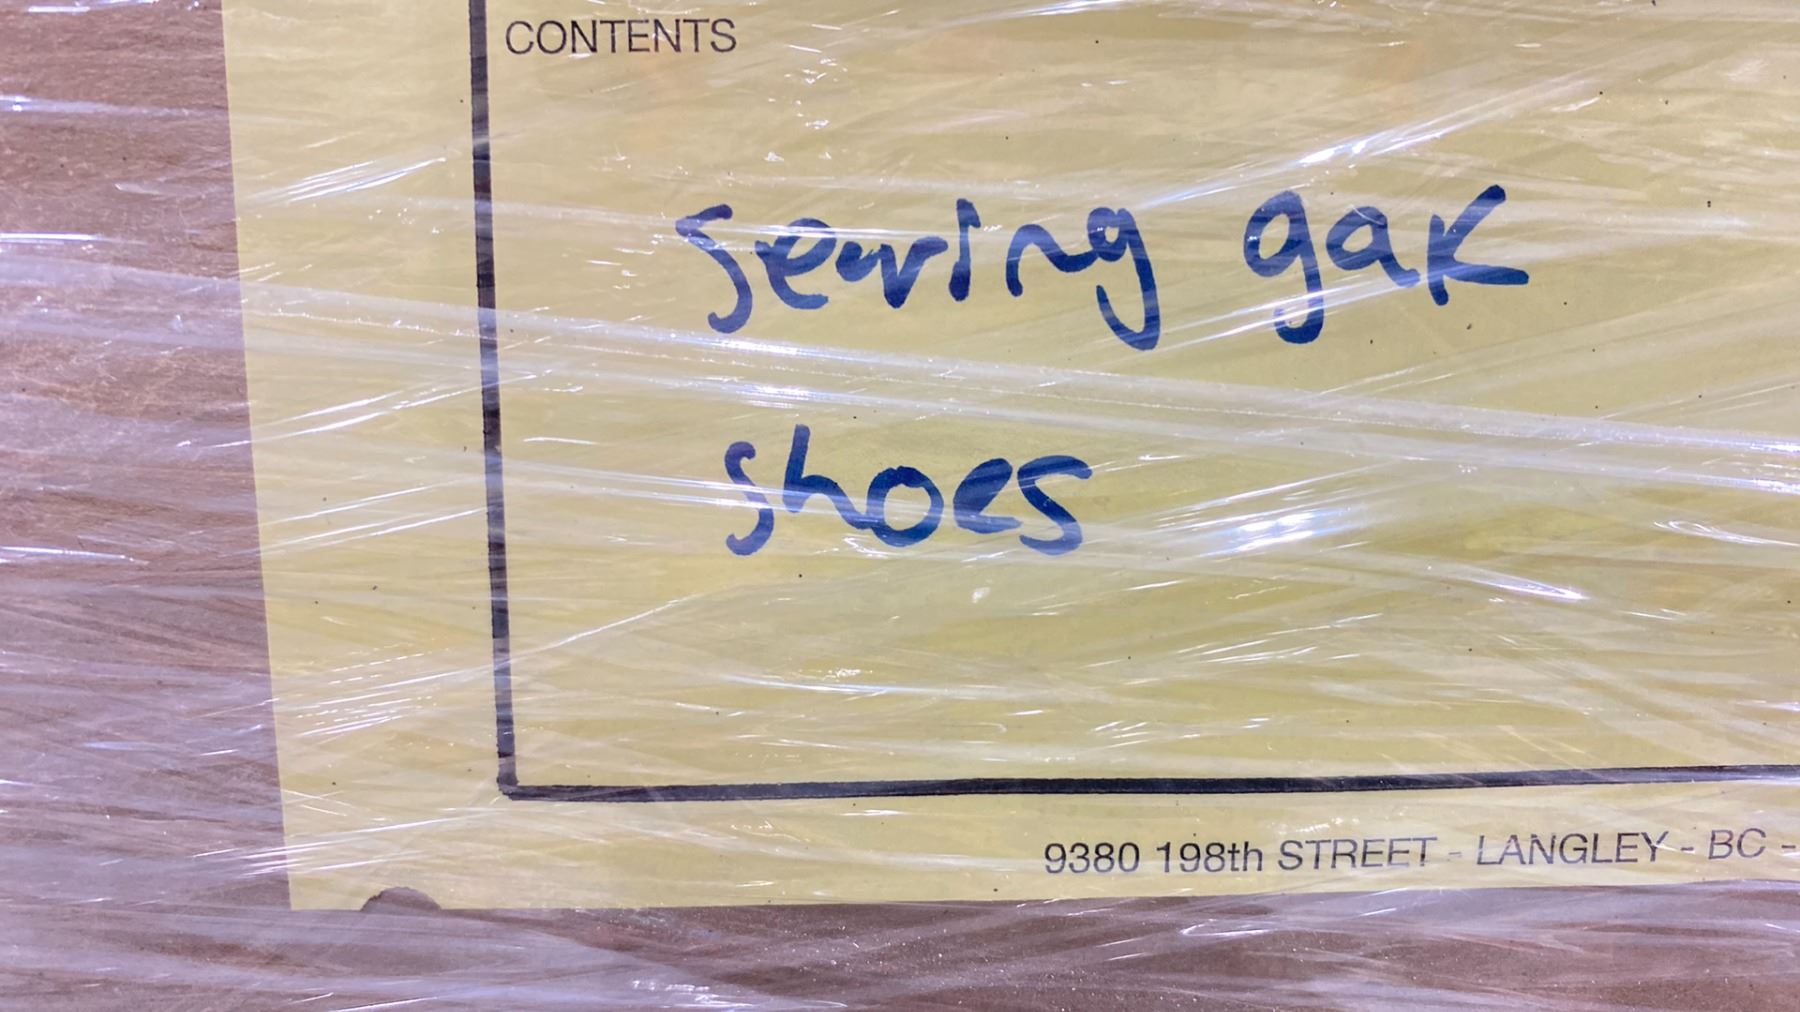 CONTENTS
sewing gak
shoes
9380 198th STREET - LANGLEY - BC -